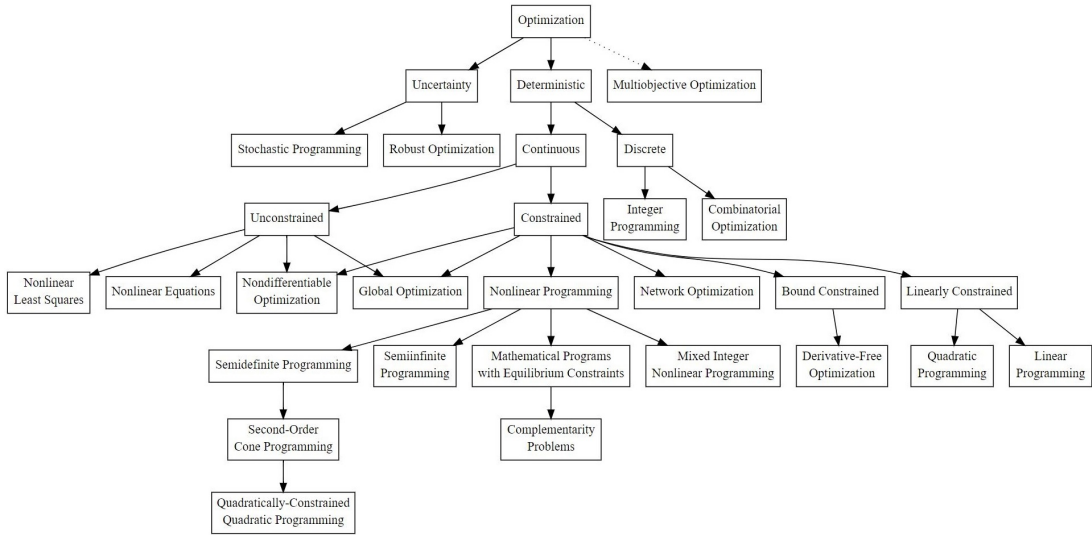 Optimization
Uncertainty
Deterministic
Multiobjective Optimization
Stochastic Programming
Robust Optimization
Continuous
Discrete
Unconstrained
Constrained
Integer
Programming
Combinatorial
Optimization
Nonlinear
Least Squares
Nonlinear Equations
Nondifferentiable
Optimization
Global Optimization
Nonlinear Programming
Network Optimization
Bound Constrained
Linearly Constrained
Semidefinite Programming
Semiinfinite
Programming
Mathematical Programs
with Equilibrium Constraints
Mixed Integer
Nonlinear Programming
Derivative-Free
Optimization
Quadratic
Programming
Linear
Programming
Second-Order
Cone Programming
Complementarity
Problems
Quadratically-Constrained
Quadratic Programming